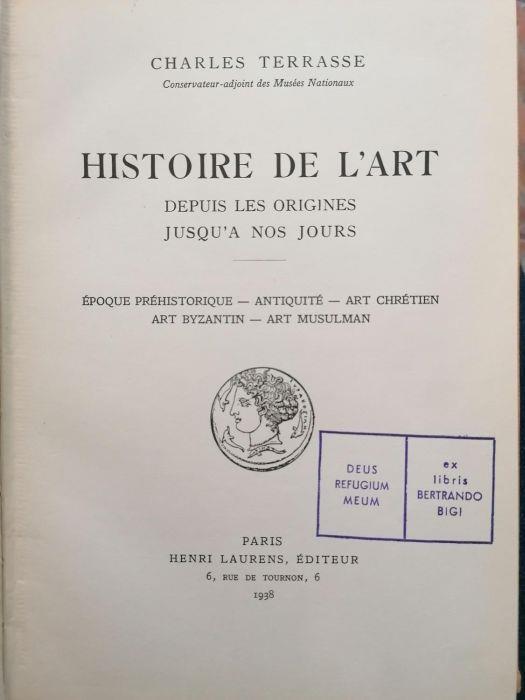 CHARLES TERRASSE
Conservateur-adjoint des Musées Nationaux
HISTOIRE DE L'ART
DEPUIS LES ORIGINES
JUSQU'A NOS JOURS
ÉPOQUE PRÉHISTORIQUE — ANTIQUITÉ — ART CHRÉTIEN
ART BYZANTIN — ART MUSULMAN
DEUS
REFUGIUM
MEUM
ex
libris
BERTRANDO
BIGI
PARIS
HENRI LAURENS, ÉDITEUR
6, RUE DE TOURNON, 6
1938